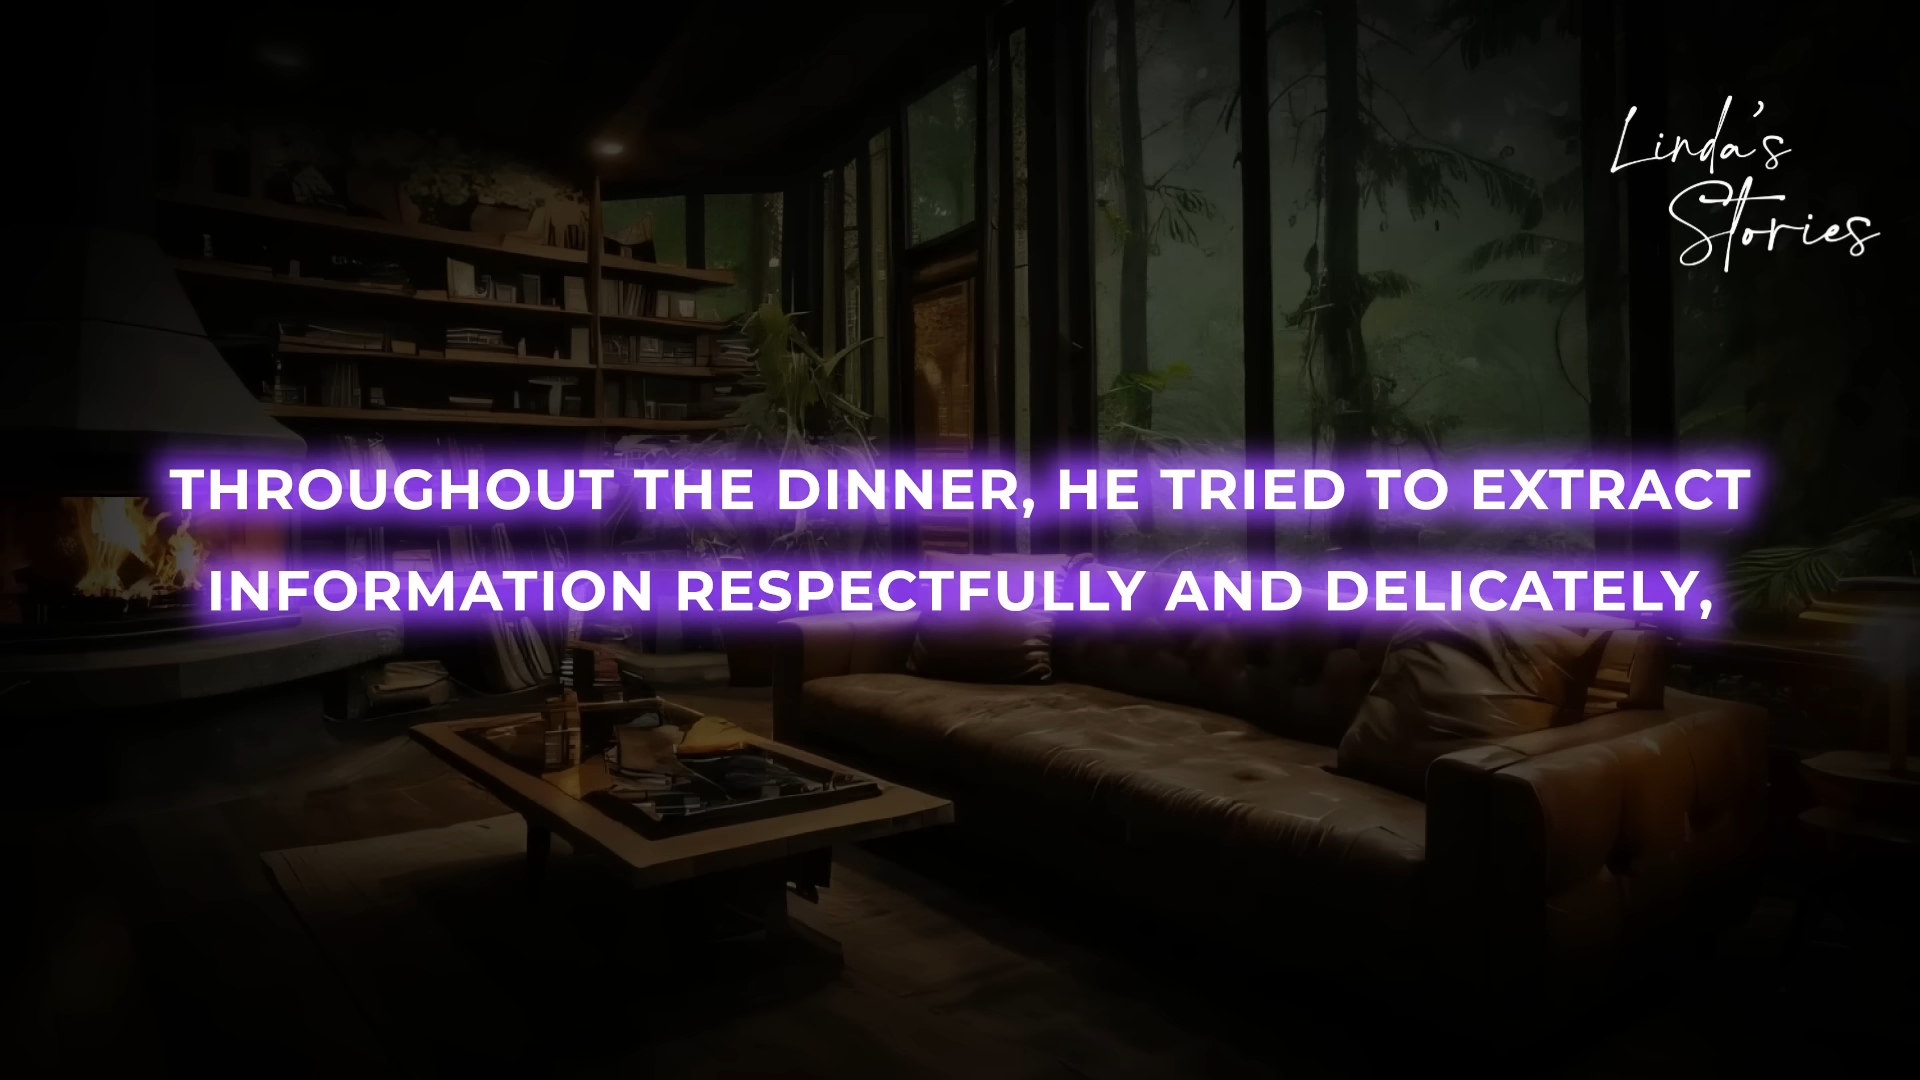 Linda's
Stories
THROUGHOUT THE DINNER, HE TRIED TO EXTRACT
INFORMATION RESPECTFULLY AND DELICATELY,